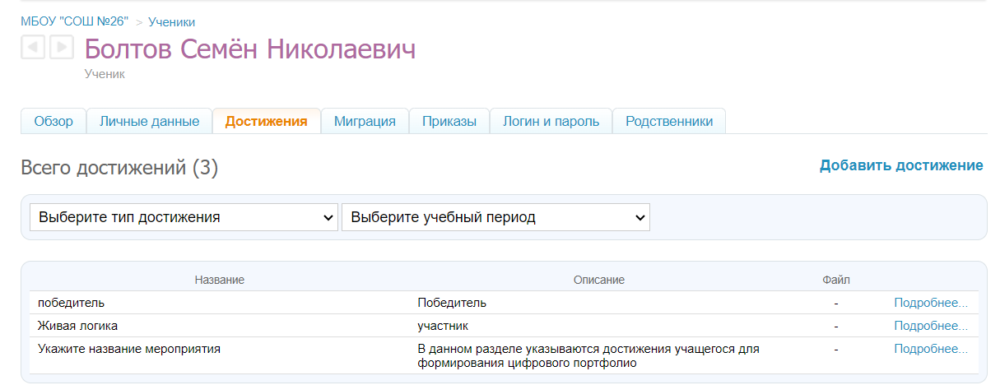 МБОУ "СОШ №26" > Ученики
Болтов Семён Николаевич
Ученик
Обзор Личные данные Достижения Миграция Приказы Логин и пароль Родственники
Всего достижений (3) Добавить достижение
Выберите тип достижения Выберите учебный период
Название Описание Файл
победитель Победитель - Подробнее...
Живая логика участник - Подробнее...
Укажите название мероприятия В данном разделе указываются достижения учащегося для - Подробнее...
формирования цифрового портфолио